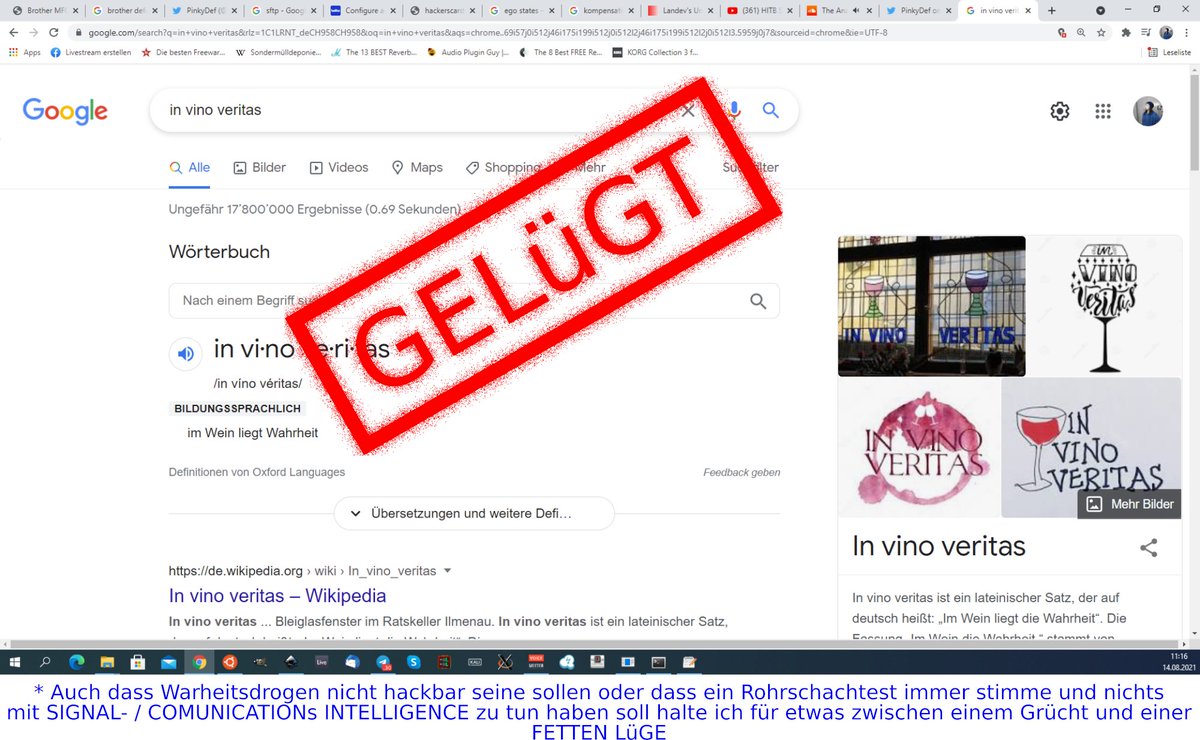 Brother MFC
brother def
PinkyDef (@
sftp - Goog
Configure a
hackerscan
ego states -
kompensat
Landev's U
(361) HITB S
The Aru
PinkyDef on
in vino veri
google.com/search?q=in+vino+veritas&rlz=1C1LRNT_deCH958CH958&oq=in+vino+veritas&aqs=chrome..69i57j0i512j46i175i199i512j0i512l2j46i175i199i512l2j0i512l3.5959j0j7&sourceid=chrome&ie=UTF-8
Apps
Livestream erstellen
Die besten Freewar...
Sondermülldeponie...
The 13 BEST Reverb...
Audio Plugin Guy |...
The 8 Best FREE Re...
KORG Collection 3 f...
Leseliste
Google
in vino veritas
Alle
Bilder
Videos
Maps
Shopping
Mehr
Ungefähr 17'800'000 Ergebnisse (0.69 Sekunden)
GELüGT
Wörterbuch
Nach einem Begriff
in vi·no ve·ri·tas
/in víno véritas/
BILDUNGSSPRACHLICH
im Wein liegt Wahrheit
Definitionen von Oxford Languages
Feedback geben
Übersetzungen und weitere Defi…
https://de.wikipedia.org › wiki › In_vino_veritas
In vino veritas – Wikipedia
In vino veritas ... Bleiglasfenster im Ratskeller Ilmenau. In vino veritas ist ein lateinischer Satz,
IN VINO VERITAS
in VINO Veritas
IN VINO VERITAS
IN VINO VERITAS
Mehr Bilder
In vino veritas
In vino veritas ist ein lateinischer Satz, der auf
deutsch heißt: „Im Wein liegt die Wahrheit“. Die
Fassung „Im Wein ist die Wahrheit “ stammt von
11:16
14.08.2021
* Auch dass Warheitsdrogen nicht hackbar seine sollen oder dass ein Rohrschachtest immer stimme und nichts
mit SIGNAL- / COMUNICATIONs INTELLIGENCE zu tun haben soll halte ich für etwas zwischen einem Grücht und einer
FETTEN LüGE